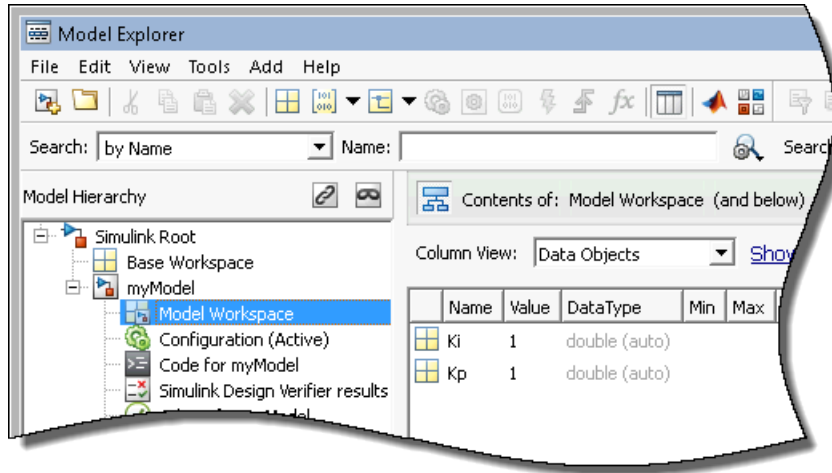 Model Explorer
File Edit View Tools Add Help
Search: by Name Name: Search
Model Hierarchy
Contents of: Model Workspace (and below)
Simulink Root
Base Workspace
myModel
Model Workspace
Configuration (Active)
Code for myModel
Simulink Design Verifier results
Column View: Data Objects Show
Name Value DataType Min Max
Ki 1 double (auto)
Kp 1 double (auto)